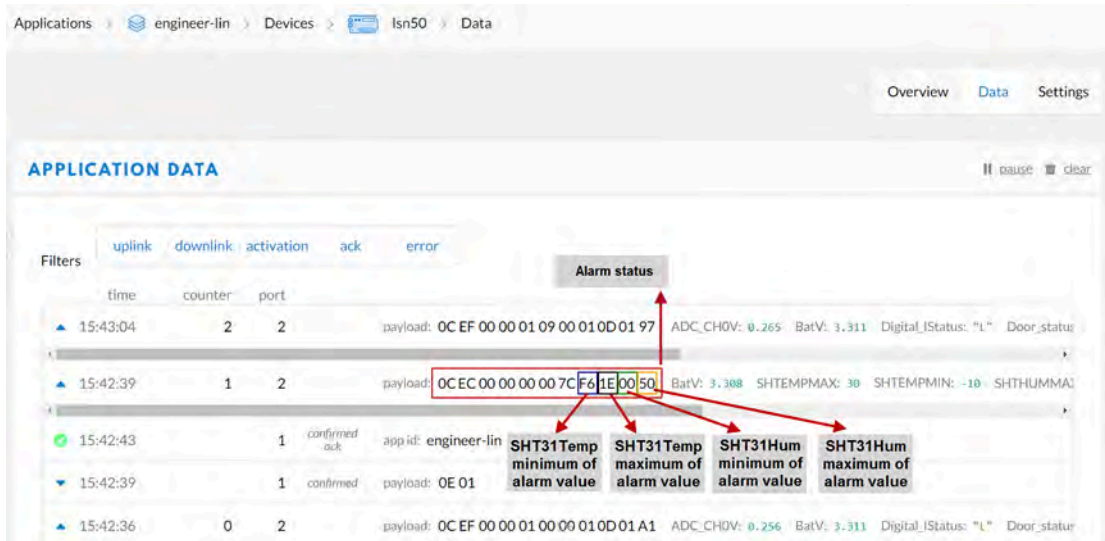 Applications > engineer-lin > Devices > lsn50 > Data
Overview Data Settings
APPLICATION DATA
pause clear
Filters uplink downlink activation ack error
Alarm status
time counter port
15:43:04 2 2 payload: 0C EF 00 00 01 09 00 01 0D 01 97 ADC_CH0V: 0.265 BatV: 3.311 Digital_IStatus: "L" Door_status
15:42:39 1 2 payload: 0C EC 00 00 00 00 7C F6 1E 00 50 BatV: 3.308 SHTEMPMAX: 30 SHTEMPMIN: -10 SHTHUMMAX
15:42:43 1 confirmed ack app id: engineer-lin
SHT31Temp minimum of alarm value
SHT31Temp maximum of alarm value
SHT31Hum minimum of alarm value
SHT31Hum maximum of alarm value
15:42:39 1 confirmed payload: 0E 01
15:42:36 0 2 payload: 0C EF 00 00 01 00 00 01 0D 01 A1 ADC_CH0V: 0.256 BatV: 3.311 Digital_IStatus: "L" Door_status